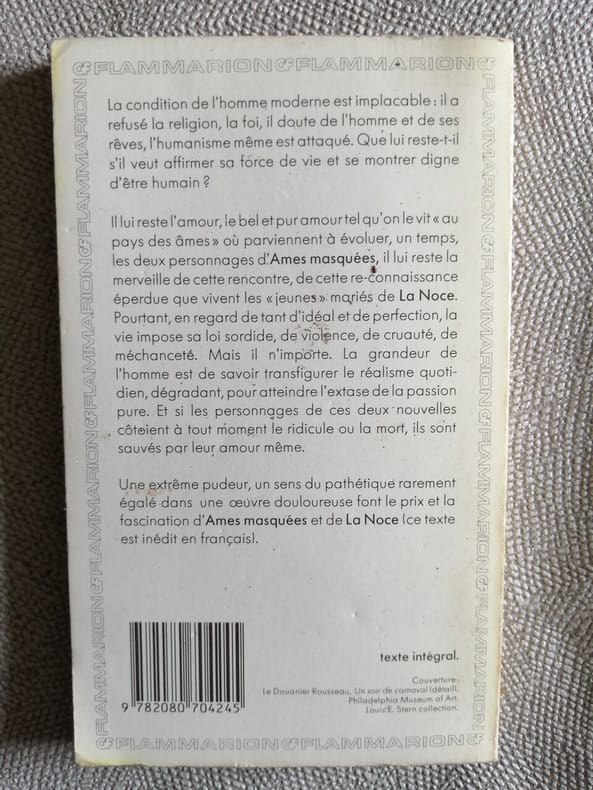 FLAMMARION FLAMMARION
La condition de l'homme moderne est implacable : il a
refusé la religion, la foi, il doute de l'homme et de ses
rêves, l'humanisme même est attaqué. Que lui reste-t-il
s'il veut affirmer sa force de vie et se montrer digne
d'être humain ?
Il lui reste l'amour, le bel et pur amour tel qu'on le vit « au
pays des âmes » où parviennent à évoluer, un temps,
les deux personnages d'Ames masquées, il lui reste la
merveille de cette rencontre, de cette re-connaissance
éperdue que vivent les « jeunes » mariés de La Noce.
Pourtant, en regard de tant d'idéal et de perfection, la
vie impose sa loi sordide, de violence, de cruauté, de
méchanceté. Mais il n'importe. La grandeur de
l'homme est de savoir transfigurer le réalisme quoti-
dien, dégradant, pour atteindre l'extase de la passion
pure. Et si les personnages de ces deux nouvelles
côtoient à tout moment le ridicule ou la mort, ils sont
sauvés par leur amour même.
Une extrême pudeur, un sens du pathétique rarement
égalé dans une œuvre douloureuse font le prix et la
fascination d'Ames masquées et de La Noce (ce texte
est inédit en français).
texte intégral.
Couverture :
Le Douanier Rousseau, Un soir de carnaval (détail).
Philadelphia Museum of Art.
Louis E. Stern collection.
9 782080 704245
FLAMMARION FLAMMARION
FLAMMARION FLAMMARION FLAMMARION FLAMMARION
FLAMMARION FLAMMARION FLAMMARION FLAMMARION